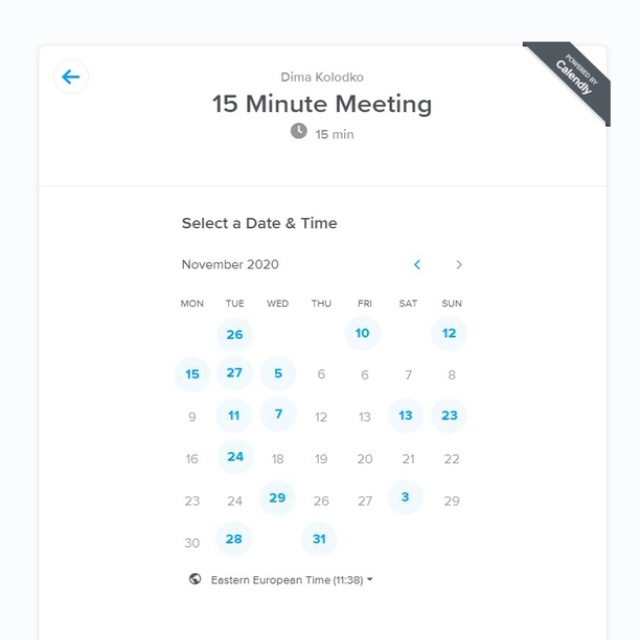 POWERED BY
Calendly
Dima Kolodko
15 Minute Meeting
15 min
Select a Date & Time
November 2020
MON TUE WED THU FRI SAT SUN
26 10 12
15 27 5 6 6 7 8
9 11 7 12 13 13 23
16 24 18 19 20 21 22
23 24 29 26 27 3 29
30 28 31
Eastern European Time (11:38)